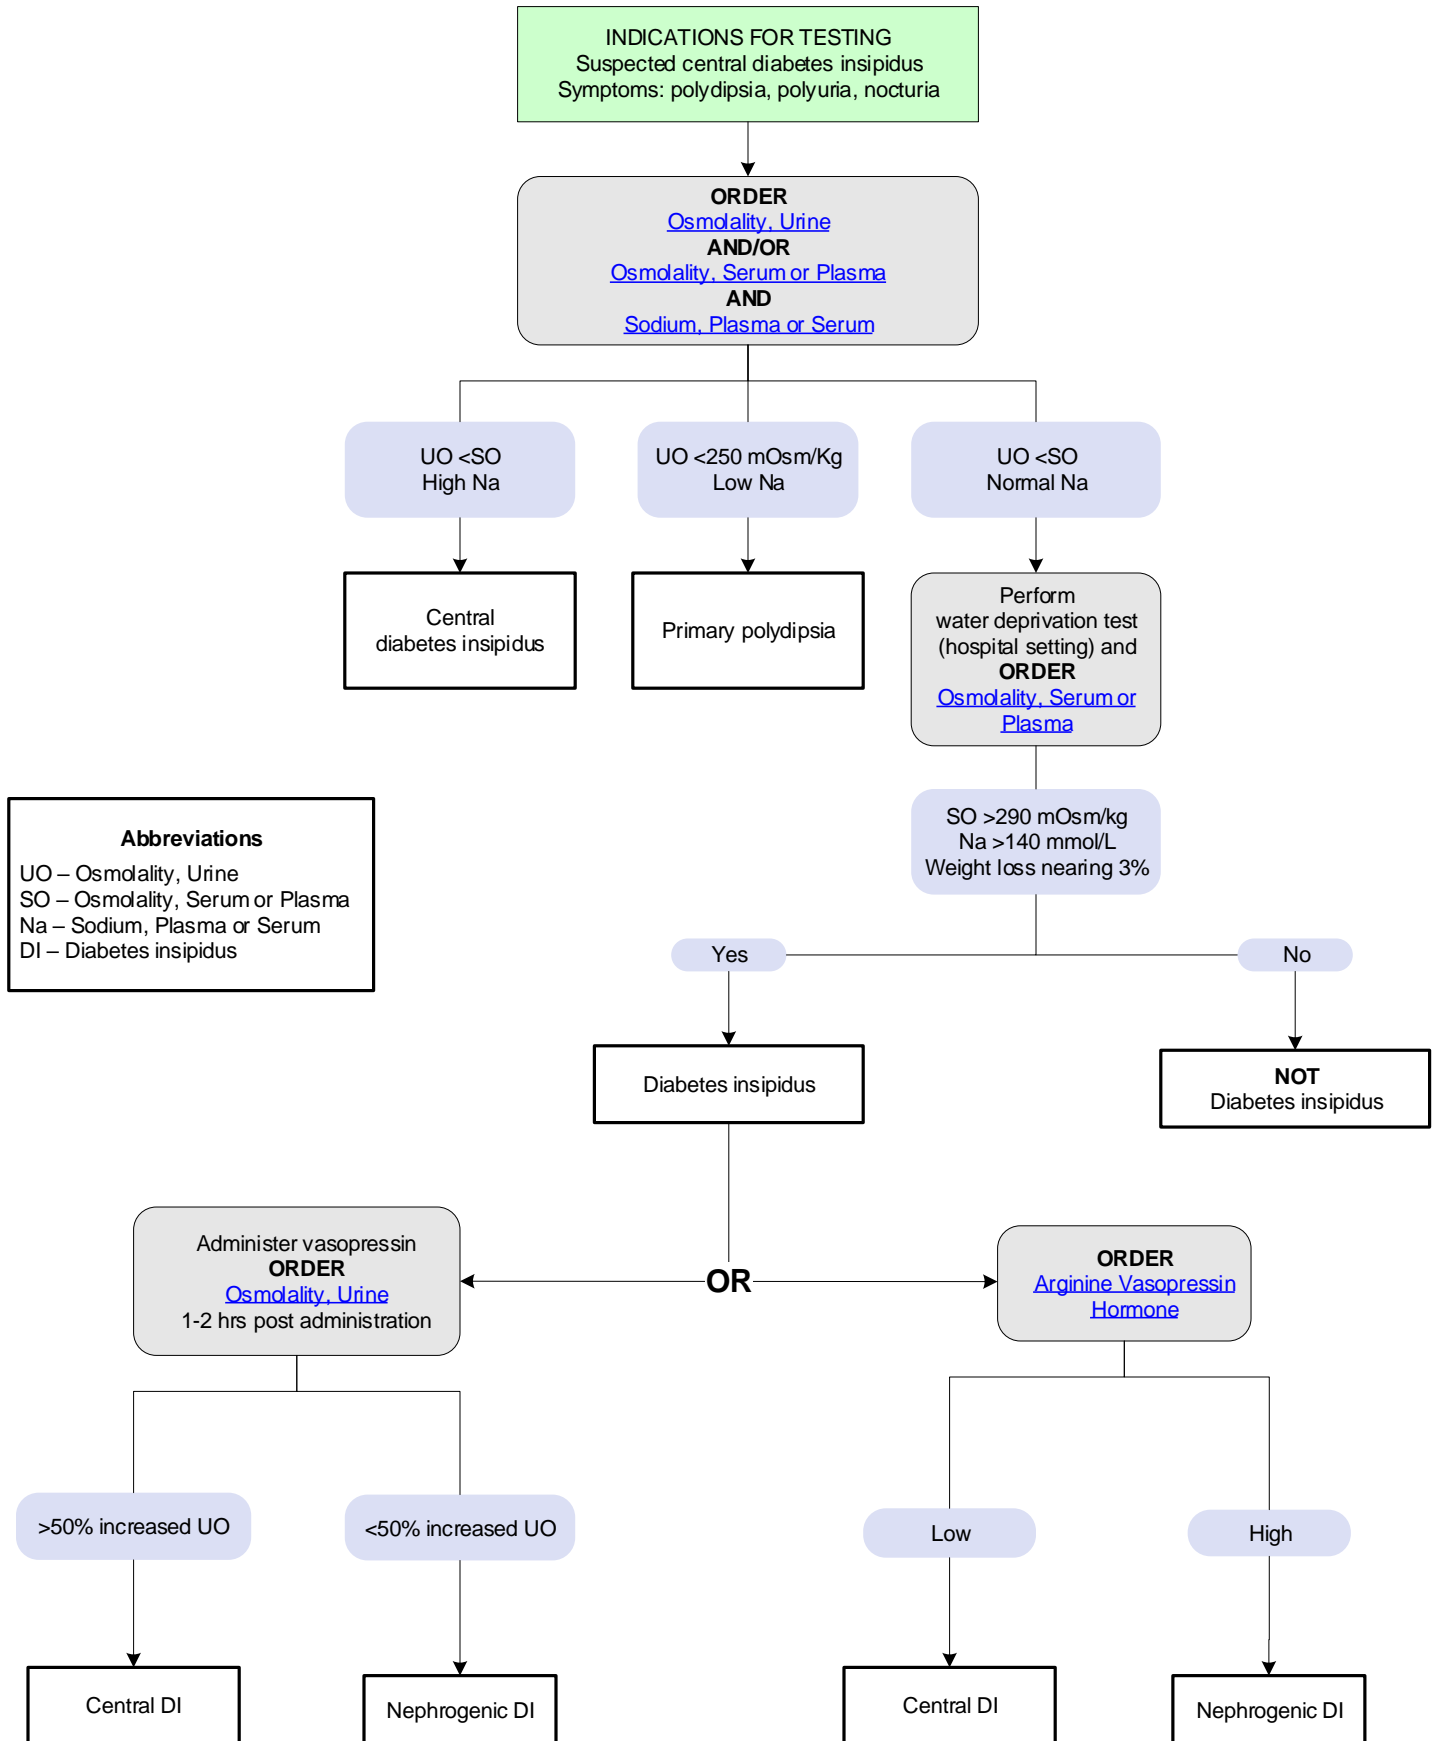 INDICATIONS FOR TESTING
Suspected central diabetes insipidus
Symptoms: polydipsia, polyuria, nocturia
ORDER
Osmolality, Urine
AND/OR
Osmolality, Serum or Plasma
AND
Sodium, Plasma or Serum
UO <SO
High Na
UO <250 mOsm/Kg
Low Na
UO <SO
Normal Na
Central
diabetes insipidus
Primary polydipsia
Perform
water deprivation test
(hospital setting) and
ORDER
Osmolality, Serum or
Plasma
Abbreviations
UO – Osmolality, Urine
SO – Osmolality, Serum or Plasma
Na – Sodium, Plasma or Serum
DI – Diabetes insipidus
SO >290 mOsm/kg
Na >140 mmol/L
Weight loss nearing 3%
Yes
No
Diabetes insipidus
NOT
Diabetes insipidus
Administer vasopressin
ORDER
Osmolality, Urine
1-2 hrs post administration
OR
ORDER
Arginine Vasopressin
Hormone
>50% increased UO
<50% increased UO
Low
High
Central DI
Nephrogenic DI
Central DI
Nephrogenic DI